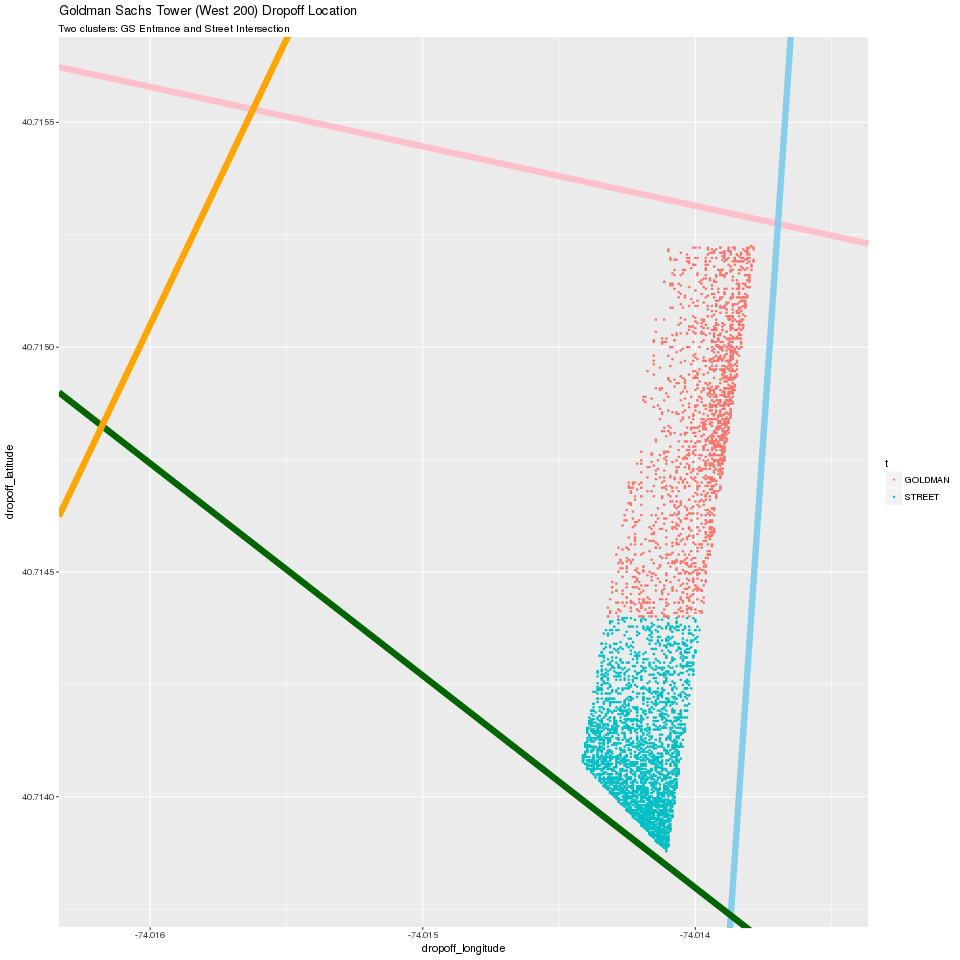 Goldman Sachs Tower (West 200) Dropoff Location
Two clusters: GS Entrance and Street Intersection
40.7155
40.7150
40.7145
40.7140
dropoff_latitude
-74.016
-74.015
-74.014
dropoff_longitude
t
GOLDMAN
STREET